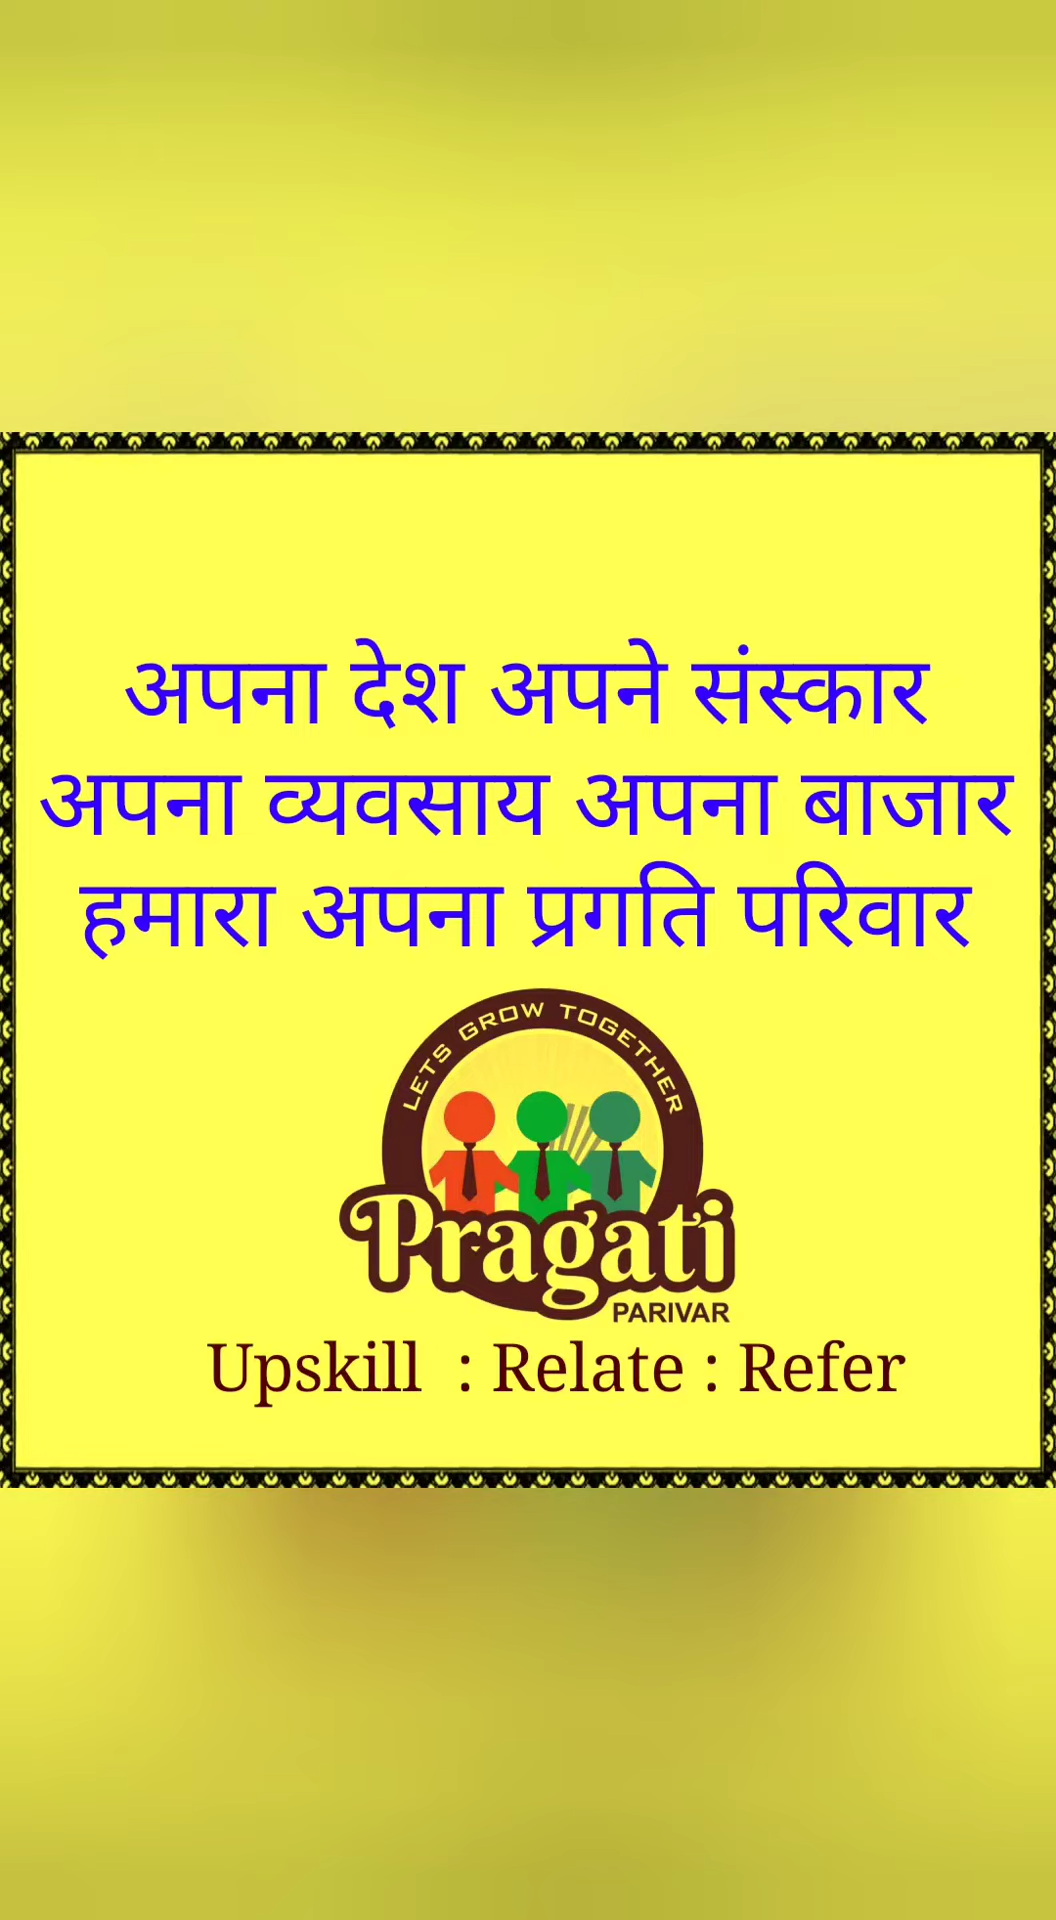 अपना देश अपने संस्कार
अपना व्यवसाय अपना बाजार
हमारा अपना प्रगति परिवार
LETS GROW TOGETHER
Pragati
PARIVAR
Upskill : Relate : Refer